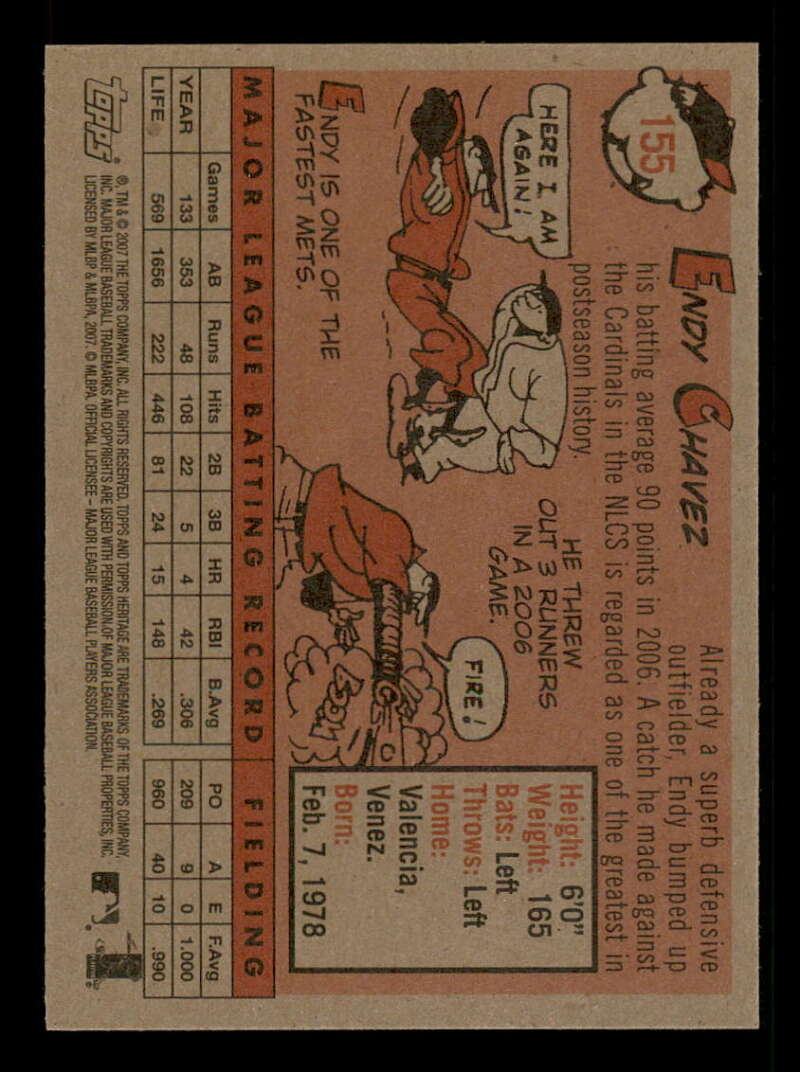 155
ENDY CHAVEZ
Already a superb defensive
outfielder, Endy bumped up
his batting average 90 points in 2006. A catch he made against
the Cardinals in the NLCS is regarded as one of the greatest in
postseason history.
HERE I AM
AGAIN!
ENDY IS ONE OF THE
FASTEST METS.
HE THREW
OUT 3 RUNNERS
IN A 2006
GAME.
FIRE!
Height: 6'0"
Weight: 165
Bats: Left
Throws: Left
Home:
Valencia,
Venez.
Born:
Feb. 7, 1978
MAJOR LEAGUE BATTING RECORD FIELDING
Games AB Runs Hits 2B 3B HR RBI B.Avg PO A E F.Avg
YEAR 133 353 48 108 22 5 4 42 .306 209 9 0 1.000
LIFE 569 1656 222 446 81 24 15 148 .269 960 40 10 .990
TOPPS®
®, TM & © 2007 THE TOPPS COMPANY, INC. ALL RIGHTS RESERVED. TOPPS AND TOPPS HERITAGE ARE TRADEMARKS OF THE TOPPS COMPANY,
INC. MAJOR LEAGUE BASEBALL TRADEMARKS AND COPYRIGHTS ARE USED WITH PERMISSION OF MAJOR LEAGUE BASEBALL PROPERTIES, INC.
LICENSED BY MLBP & MLBPA, 2007. © MLBPA. OFFICIAL LICENSEE – MAJOR LEAGUE BASEBALL PLAYERS ASSOCIATION.